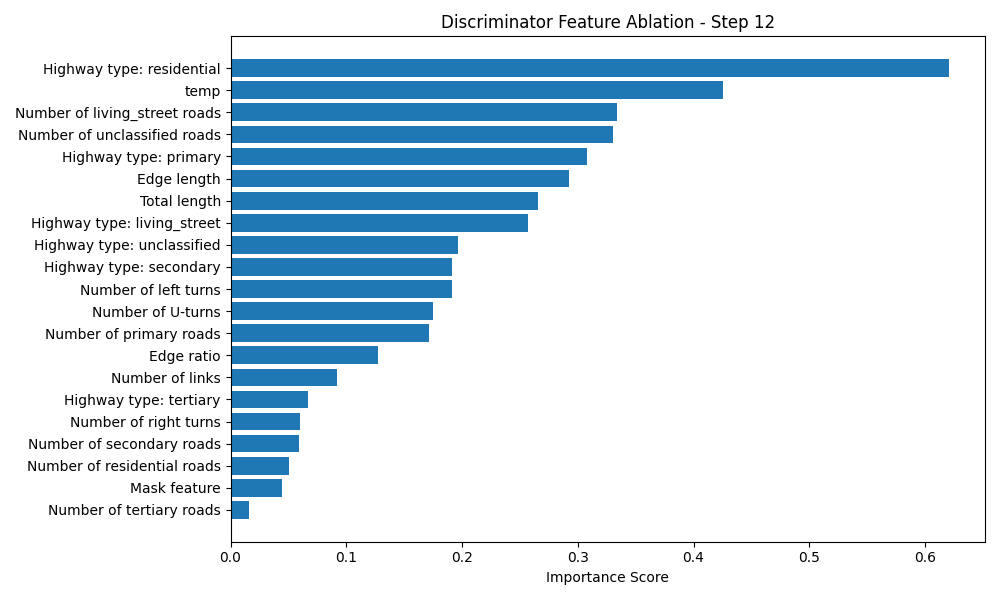 Discriminator Feature Ablation - Step 12
Highway type: residential
temp
Number of living_street roads
Number of unclassified roads
Highway type: primary
Edge length
Total length
Highway type: living_street
Highway type: unclassified
Highway type: secondary
Number of left turns
Number of U-turns
Number of primary roads
Edge ratio
Number of links
Highway type: tertiary
Number of right turns
Number of secondary roads
Number of residential roads
Mask feature
Number of tertiary roads
0.0 0.1 0.2 0.3 0.4 0.5 0.6
Importance Score